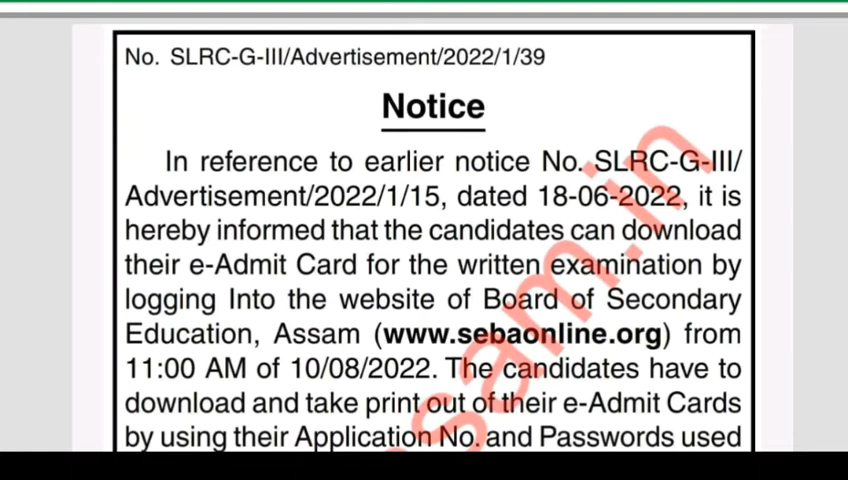 No. SLRC-G-III/Advertisement/2022/1/39
Notice
In reference to earlier notice No. SLRC-G-III/
Advertisement/2022/1/15, dated 18-06-2022, it is
hereby informed that the candidates can download
their e-Admit Card for the written examination by
logging Into the website of Board of Secondary
Education, Assam (www.sebaonline.org) from
11:00 AM of 10/08/2022. The candidates have to
download and take print out of their e-Admit Cards
by using their Application No. and Passwords used
ssam.in